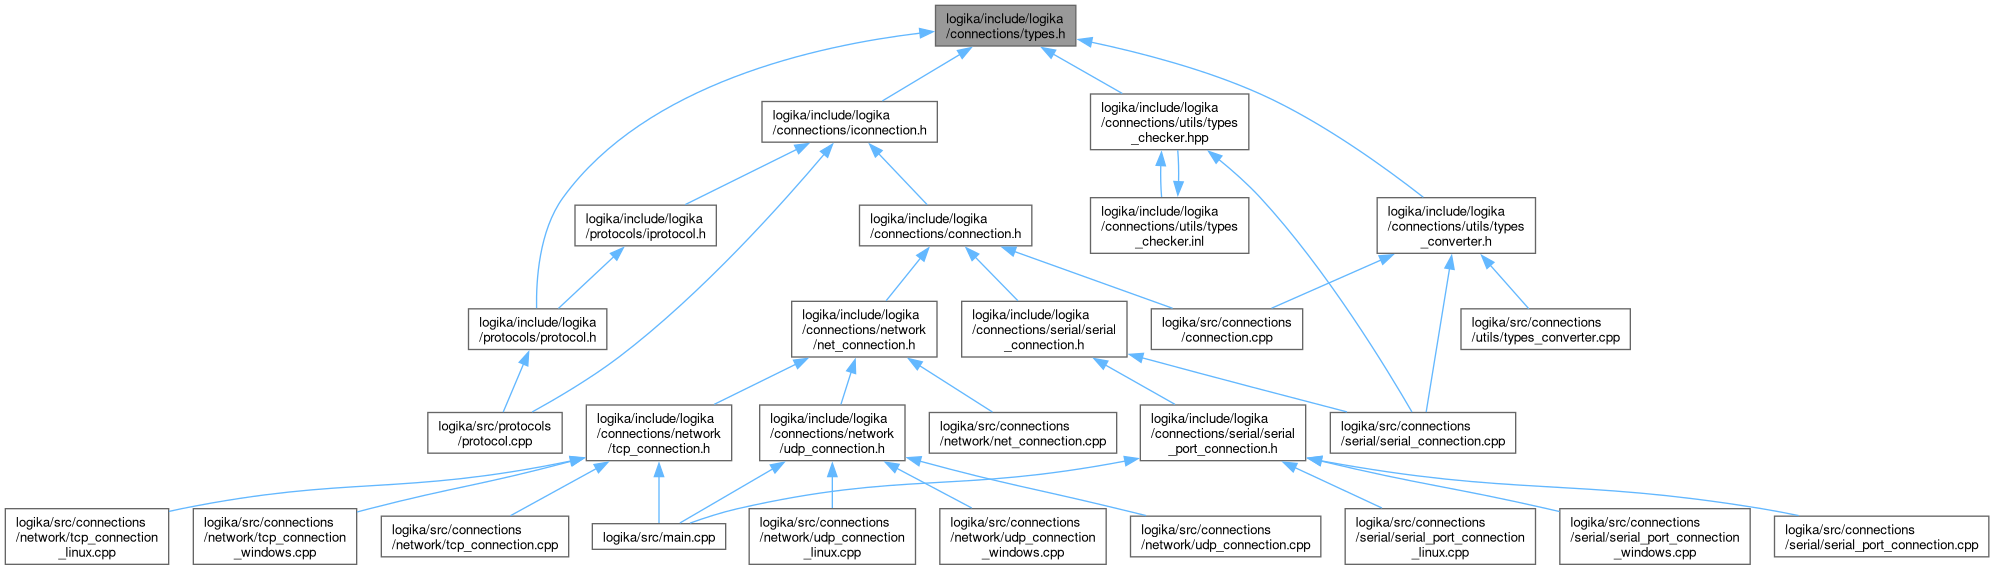 logika/include/logika
/connections/types.h
logika/include/logika
/connections/iconnection.h
logika/include/logika
/connections/utils/types
_checker.hpp
logika/include/logika
/protocols/iprotocol.h
logika/include/logika
/connections/connection.h
logika/include/logika
/connections/utils/types
_checker.inl
logika/include/logika
/connections/utils/types
_converter.h
logika/include/logika
/protocols/protocol.h
logika/include/logika
/connections/network
/net_connection.h
logika/include/logika
/connections/serial/serial
_connection.h
logika/src/connections
/connection.cpp
logika/src/connections
/utils/types_converter.cpp
logika/src/protocols
/protocol.cpp
logika/include/logika
/connections/network
/tcp_connection.h
logika/include/logika
/connections/network
/udp_connection.h
logika/src/connections
/network/net_connection.cpp
logika/include/logika
/connections/serial/serial
_port_connection.h
logika/src/connections
/serial/serial_connection.cpp
logika/src/connections
/network/tcp_connection
_linux.cpp
logika/src/connections
/network/tcp_connection
_windows.cpp
logika/src/connections
/network/tcp_connection.cpp
logika/src/main.cpp
logika/src/connections
/network/udp_connection
_linux.cpp
logika/src/connections
/network/udp_connection
_windows.cpp
logika/src/connections
/network/udp_connection.cpp
logika/src/connections
/serial/serial_port_connection
_linux.cpp
logika/src/connections
/serial/serial_port_connection
_windows.cpp
logika/src/connections
/serial/serial_port_connection.cpp